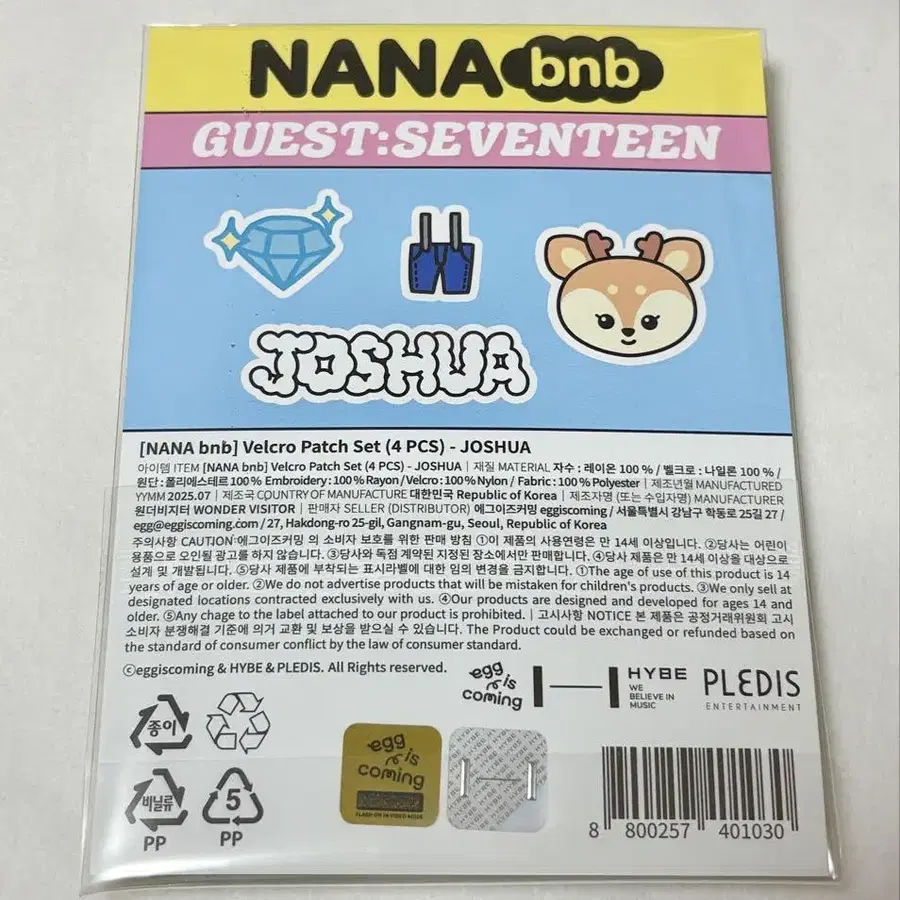 NANA bnb
GUEST:SEVENTEEN
JOSHUA
[NANA bnb] Velcro Patch Set (4 PCS) - JOSHUA
아이템 ITEM [NANA bnb] Velcro Patch Set (4 PCS) - JOSHUA | 재질 MATERIAL 자수 : 레이온 100 % / 벨크로 : 나일론 100 % /
원단 : 폴리에스테르 100 % Embroidery : 100 % Rayon / Velcro : 100 % Nylon / Fabric : 100 % Polyester | 제조년월 MANUFACTURED
YYMM 2025.07 | 제조국 COUNTRY OF MANUFACTURE 대한민국 Republic of Korea | 제조자명 (또는 수입자명) MANUFACTURER
원더비지터 WONDER VISITOR | 판매자 SELLER (DISTRIBUTOR) 에그이즈커밍 eggiscoming / 서울특별시 강남구 학동로 25길 27 /
egg@eggiscoming.com / 27, Hakdong-ro 25-gil, Gangnam-gu, Seoul, Republic of Korea
주의사항 CAUTION:에그이즈커밍 의 소비자 보호를 위한 판매 방침 ①이 제품의 사용연령은 만 14세 이상입니다. ②당사는 어린이
용품으로 오인될 광고를 하지 않습니다. ③당사와 독점 계약된 지정된 장소에서만 판매합니다. ④당사 제품은 만 14세 이상을 대상으로
설계 및 개발됩니다. ⑤당사 제품에 부착되는 표시라벨에 대한 임의 변경을 금지합니다. ①The age of use of this product is 14
years of age or older. ②We do not advertise products that will be mistaken for children's products. ③We only sell at
designated locations contracted exclusively with us. ④Our products are designed and developed for ages 14 and
older. ⑤Any chage to the label attached to our product is prohibited. | 고시사항 NOTICE 본 제품은 공정거래위원회 고시
소비자 분쟁해결 기준에 의거 교환 및 보상을 받으실 수 있습니다. The Product could be exchanged or refunded based on
the standard of consumer conflict by the law of consumer standard.
ⓒeggiscoming & HYBE & PLEDIS. All Rights reserved.
egg is coming
HYBE
WE
BELIEVE IN
MUSIC
PLEDIS
ENTERTAINMENT
종이
비닐류
PP
5
PP
egg is coming
FLASH ON IN VIDEO MODE
HYBE HYBE HYBE
8 800257 401030